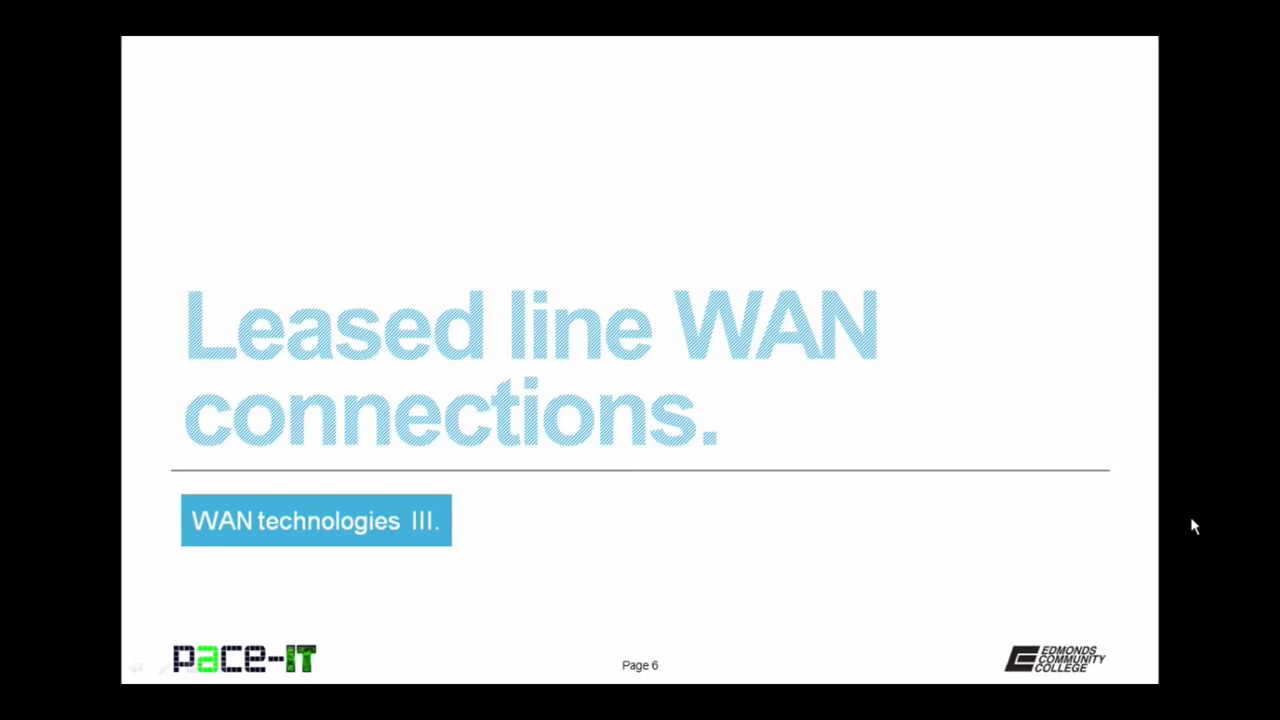 Leased line WAN
connections.
WAN technologies III.
pace-IT
Page 6
EDMONDS
COMMUNITY
COLLEGE